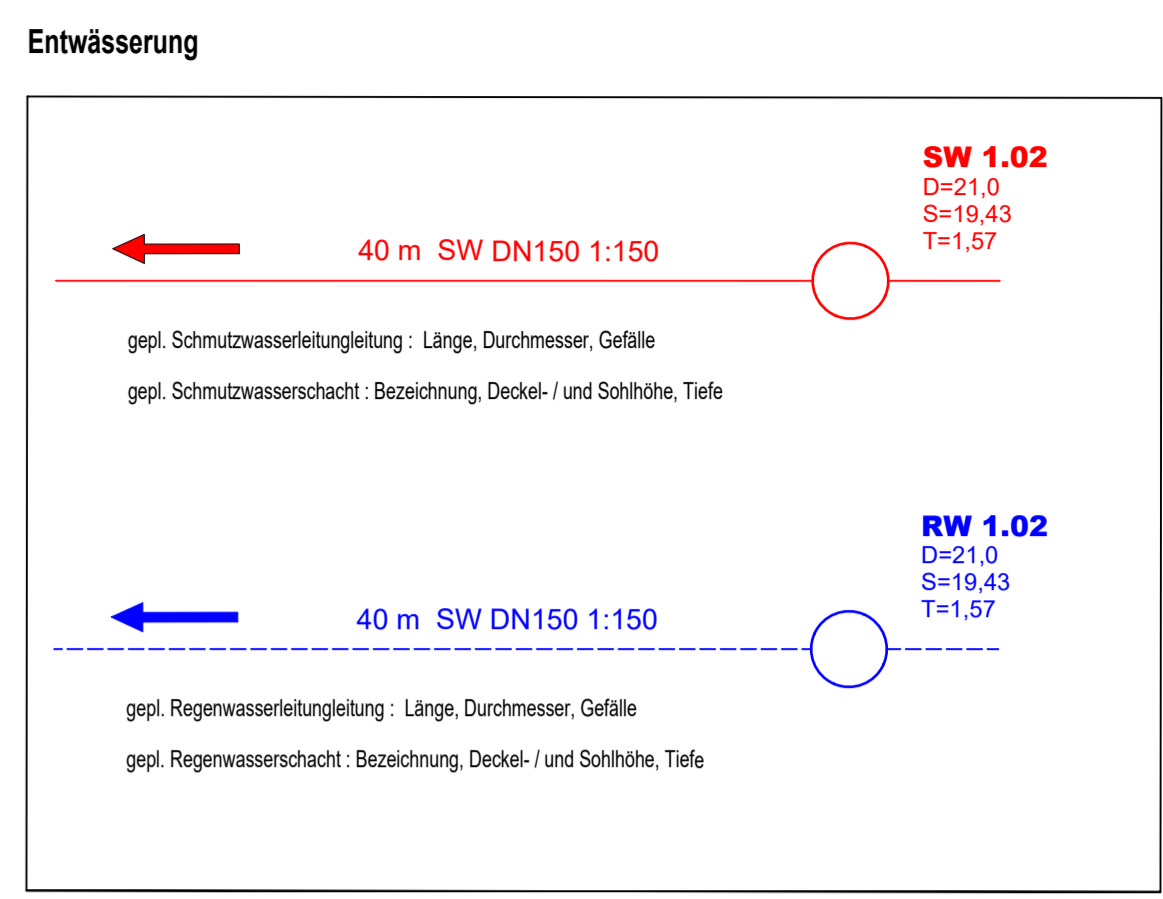 Entwässerung
SW 1.02
D=21,0
S=19,43
T=1,57
40 m SW DN150 1:150
gepl. Schmutzwasserleitungleitung : Länge, Durchmesser, Gefälle
gepl. Schmutzwasserschacht : Bezeichnung, Deckel- / und Sohlhöhe, Tiefe
RW 1.02
D=21,0
S=19,43
T=1,57
40 m SW DN150 1:150
gepl. Regenwasserleitungleitung : Länge, Durchmesser, Gefälle
gepl. Regenwasserschacht : Bezeichnung, Deckel- / und Sohlhöhe, Tiefe